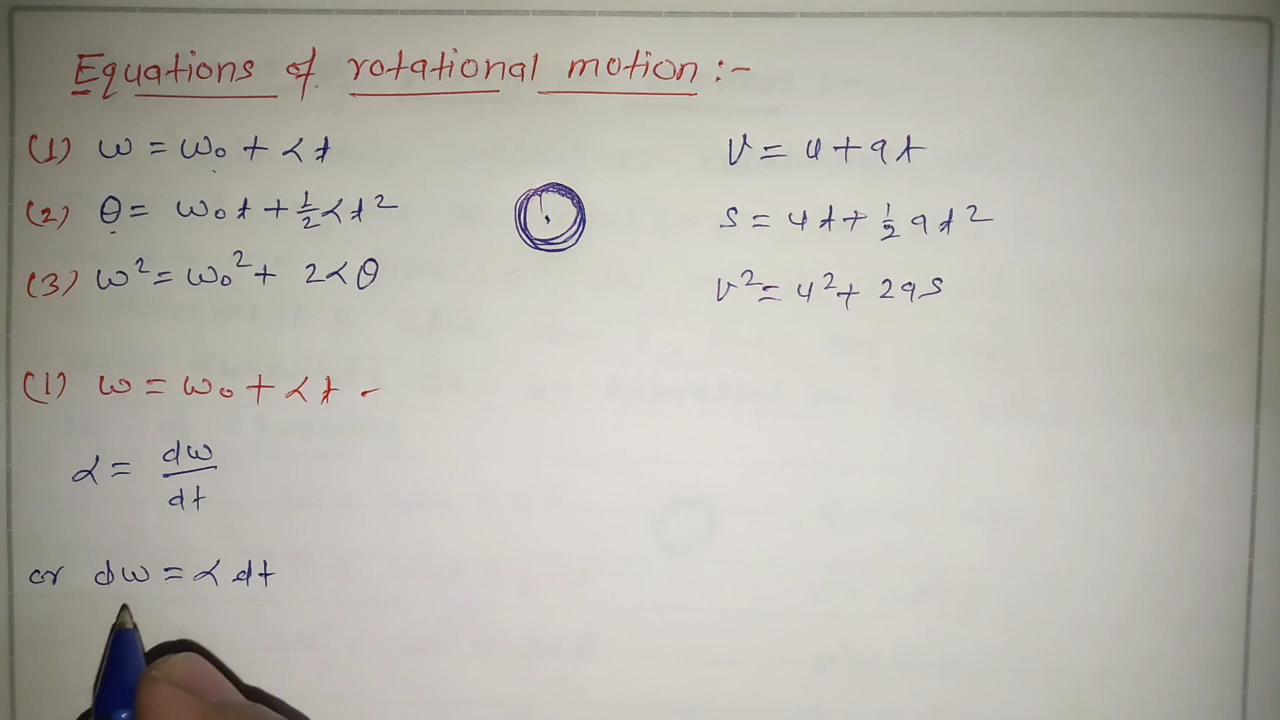 Equations of rotational motion :-
(1) ω = ω₀ + αt
v = u + at
(2) θ = ω₀t + ½αt²
s = ut + ½at²
(3) ω² = ω₀² + 2αθ
v² = u² + 2as
(1) ω = ω₀ + αt -
α = dω/dt
or dω = α dt